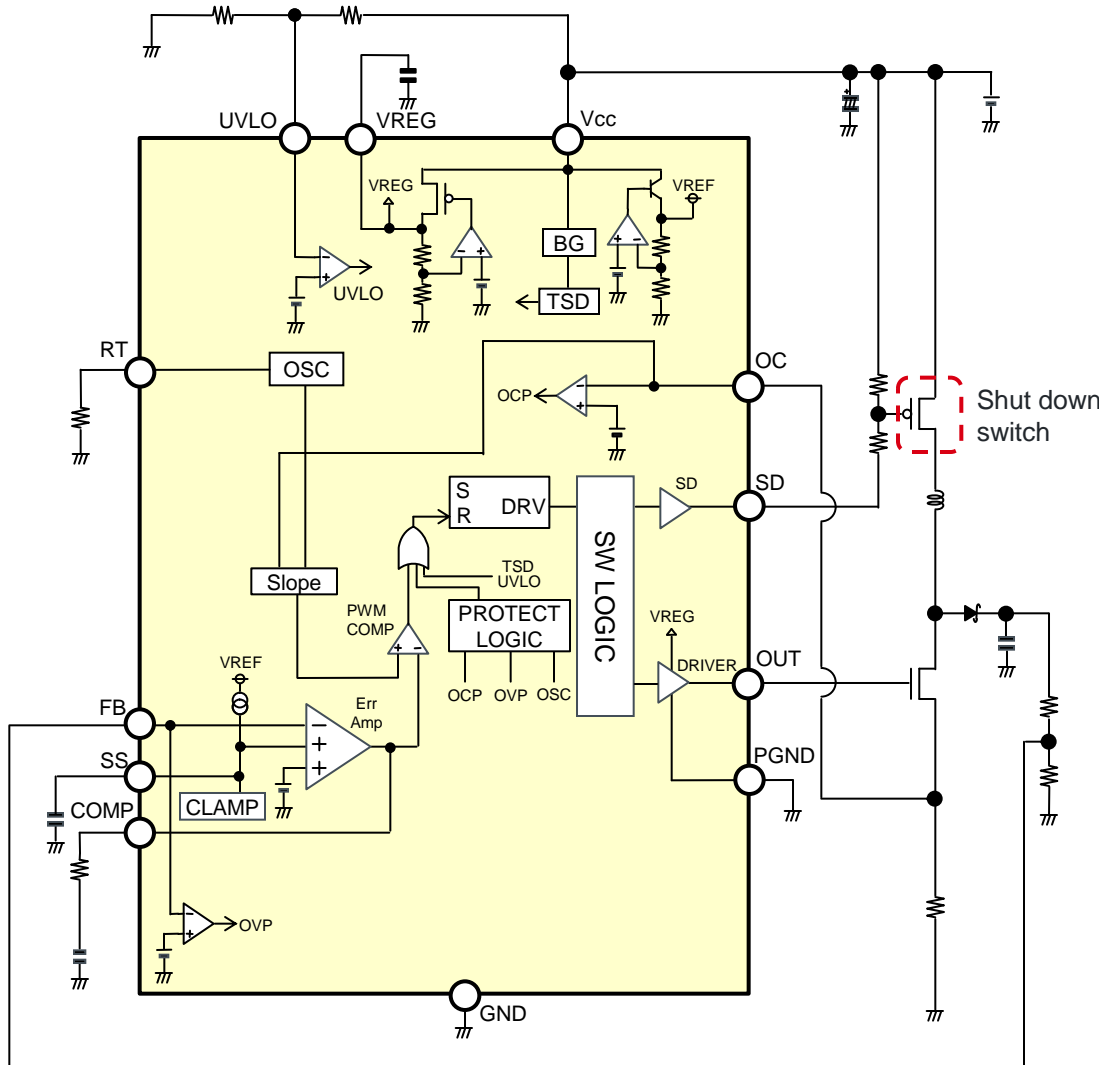 UVLO
VREG
Vcc
VREG
VREF
BG
UVLO
TSD
RT
OSC
OC
OCP
Shut down
switch
S
R
DRV
SD
SD
SW LOGIC
TSD
UVLO
Slope
PWM
COMP
PROTECT
LOGIC
VREG
DRIVER
OUT
VREF
OCP
OVP
OSC
FB
Err
Amp
SS
PGND
CLAMP
COMP
OVP
GND
-
+
-
+
-
+
-
+
-
+
+
-
-
+
+
-
+
+